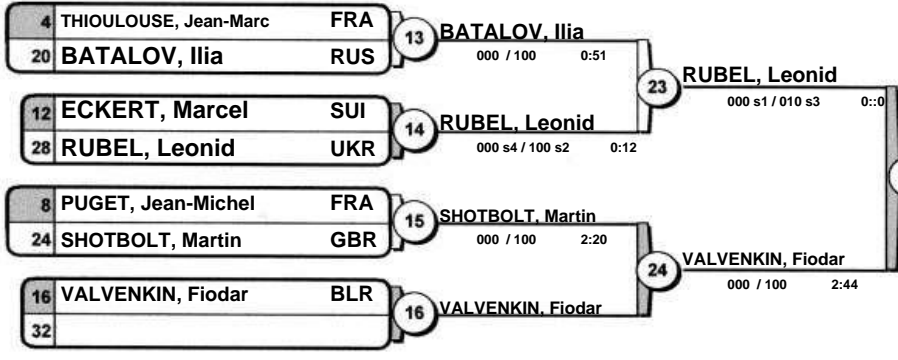 4 THIOULOUSE, Jean-Marc FRA
20 BATALOV, Ilia RUS
13
BATALOV, Ilia
000 / 100 0:51
12 ECKERT, Marcel SUI
28 RUBEL, Leonid UKR
14
RUBEL, Leonid
000 s4 / 100 s2 0:12
23
RUBEL, Leonid
000 s1 / 010 s3 0::0
8 PUGET, Jean-Michel FRA
24 SHOTBOLT, Martin GBR
15
SHOTBOLT, Martin
000 / 100 2:20
16 VALVENKIN, Fiodar BLR
32
16
VALVENKIN, Fiodar
24
VALVENKIN, Fiodar
000 / 100 2:44